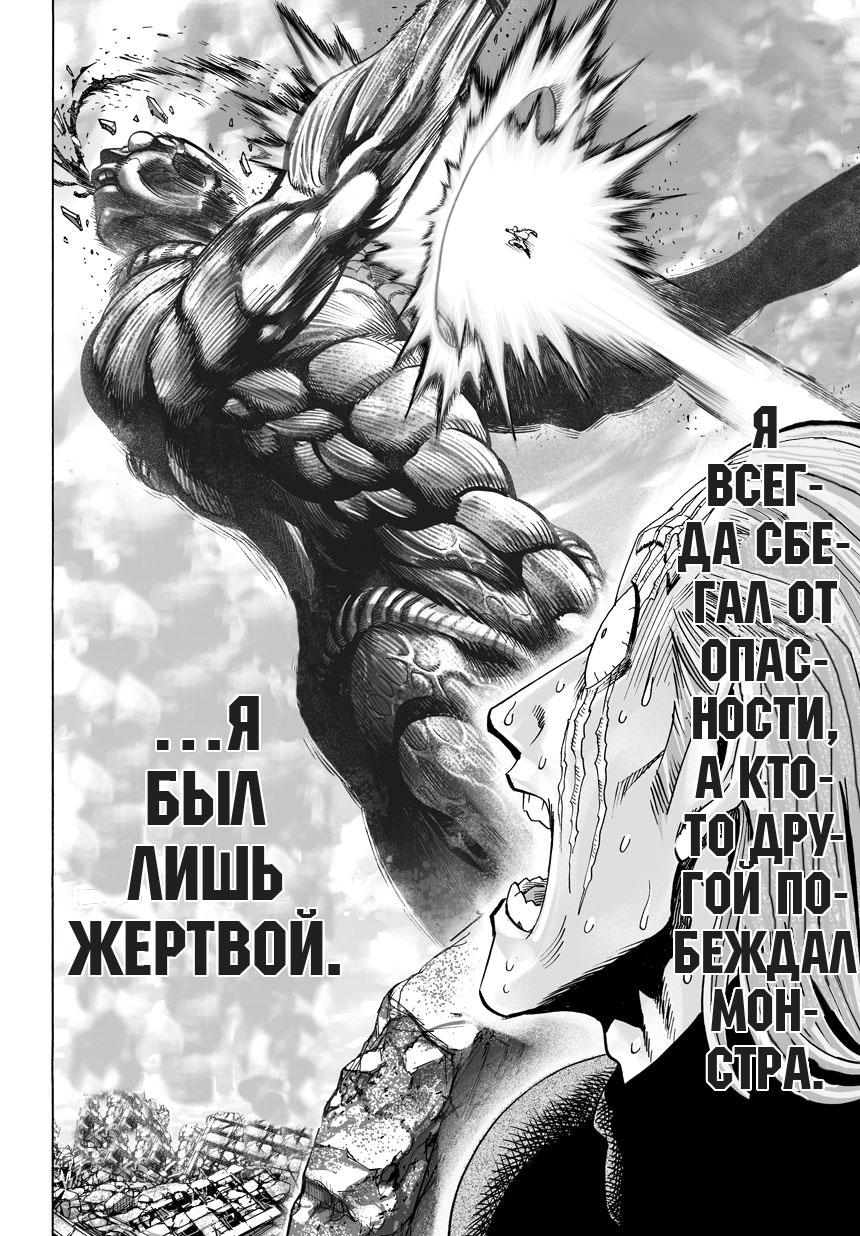 Я
ВСЕГ-
ДА СБЕ-
ГАЛ ОТ
ОПАС-
НОСТИ,
А КТО-
ТО ДРУ-
ГОЙ ПО-
БЕЖДАЛ
МОН-
СТРА.
...Я
БЫЛ
ЛИШЬ
ЖЕРТВОЙ.